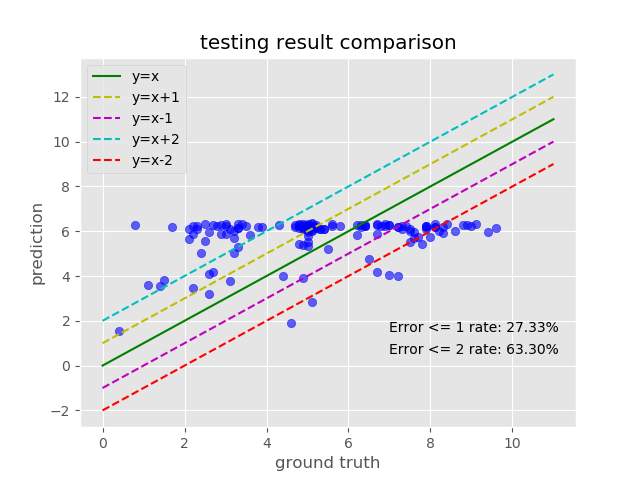 testing result comparison
y=x
y=x+1
y=x-1
y=x+2
y=x-2
12
10
8
6
4
2
0
−2
prediction
Error <= 1 rate: 27.33%
Error <= 2 rate: 63.30%
0 2 4 6 8 10
ground truth